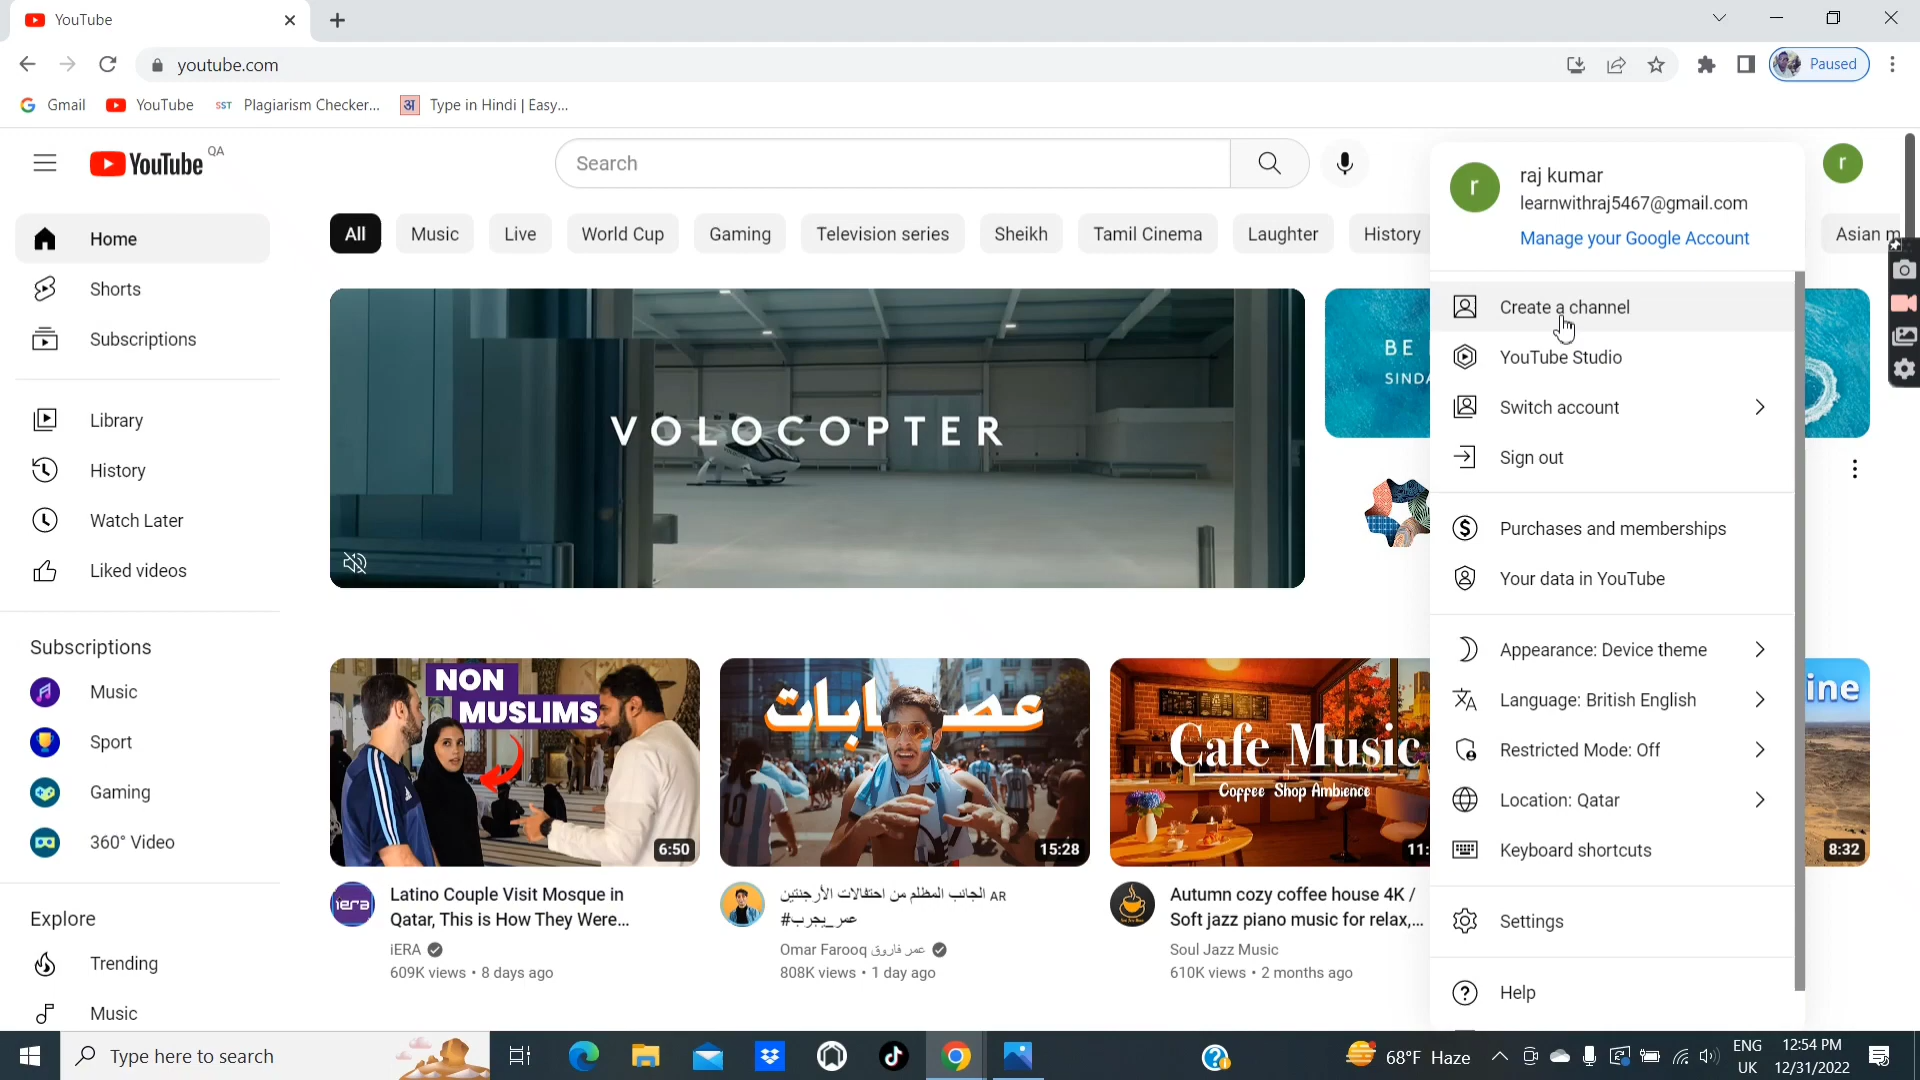 YouTube
youtube.com
Paused
Gmail
YouTube
SST Plagiarism Checker...
अ Type in Hindi | Easy...
YouTube QA
Search
r
raj kumar
learnwithraj5467@gmail.com
Manage your Google Account
r
Home
Shorts
Subscriptions
Library
History
Watch Later
Liked videos
Subscriptions
Music
Sport
Gaming
360° Video
Explore
Trending
Music
All
Music
Live
World Cup
Gaming
Television series
Sheikh
Tamil Cinema
Laughter
History
Asian m
VOLOCOPTER
BE
Create a channel
YouTube Studio
Switch account
Sign out
Purchases and memberships
Your data in YouTube
Appearance: Device theme
Language: British English
Restricted Mode: Off
Location: Qatar
Keyboard shortcuts
Settings
Help
NON
MUSLIMS
6:50
Latino Couple Visit Mosque in
Qatar, This is How They Were...
iERA
609K views • 8 days ago
عصابات
15:28
AR الجانب المظلم من احتفالات الأرجنتين
#عمر_يجرب
Omar Farooq عمر فاروق
808K views • 1 day ago
Cafe Music
Coffee Shop Ambience
11:
Autumn cozy coffee house 4K /
Soft jazz piano music for relax,...
Soul Jazz Music
610K views • 2 months ago
ine
8:32
Type here to search
68°F Haze
ENG
UK
12:54 PM
12/31/2022